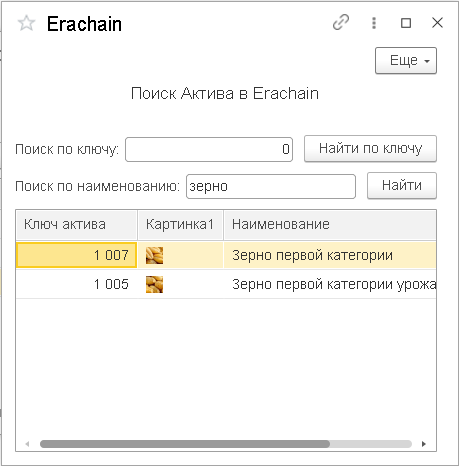 Erachain
Еще
Поиск Актива в Erachain
Поиск по ключу: 0 Найти по ключу
Поиск по наименованию: зерно Найти
Ключ актива Картинка1 Наименование
1 007 Зерно первой категории
1 005 Зерно первой категории урожа